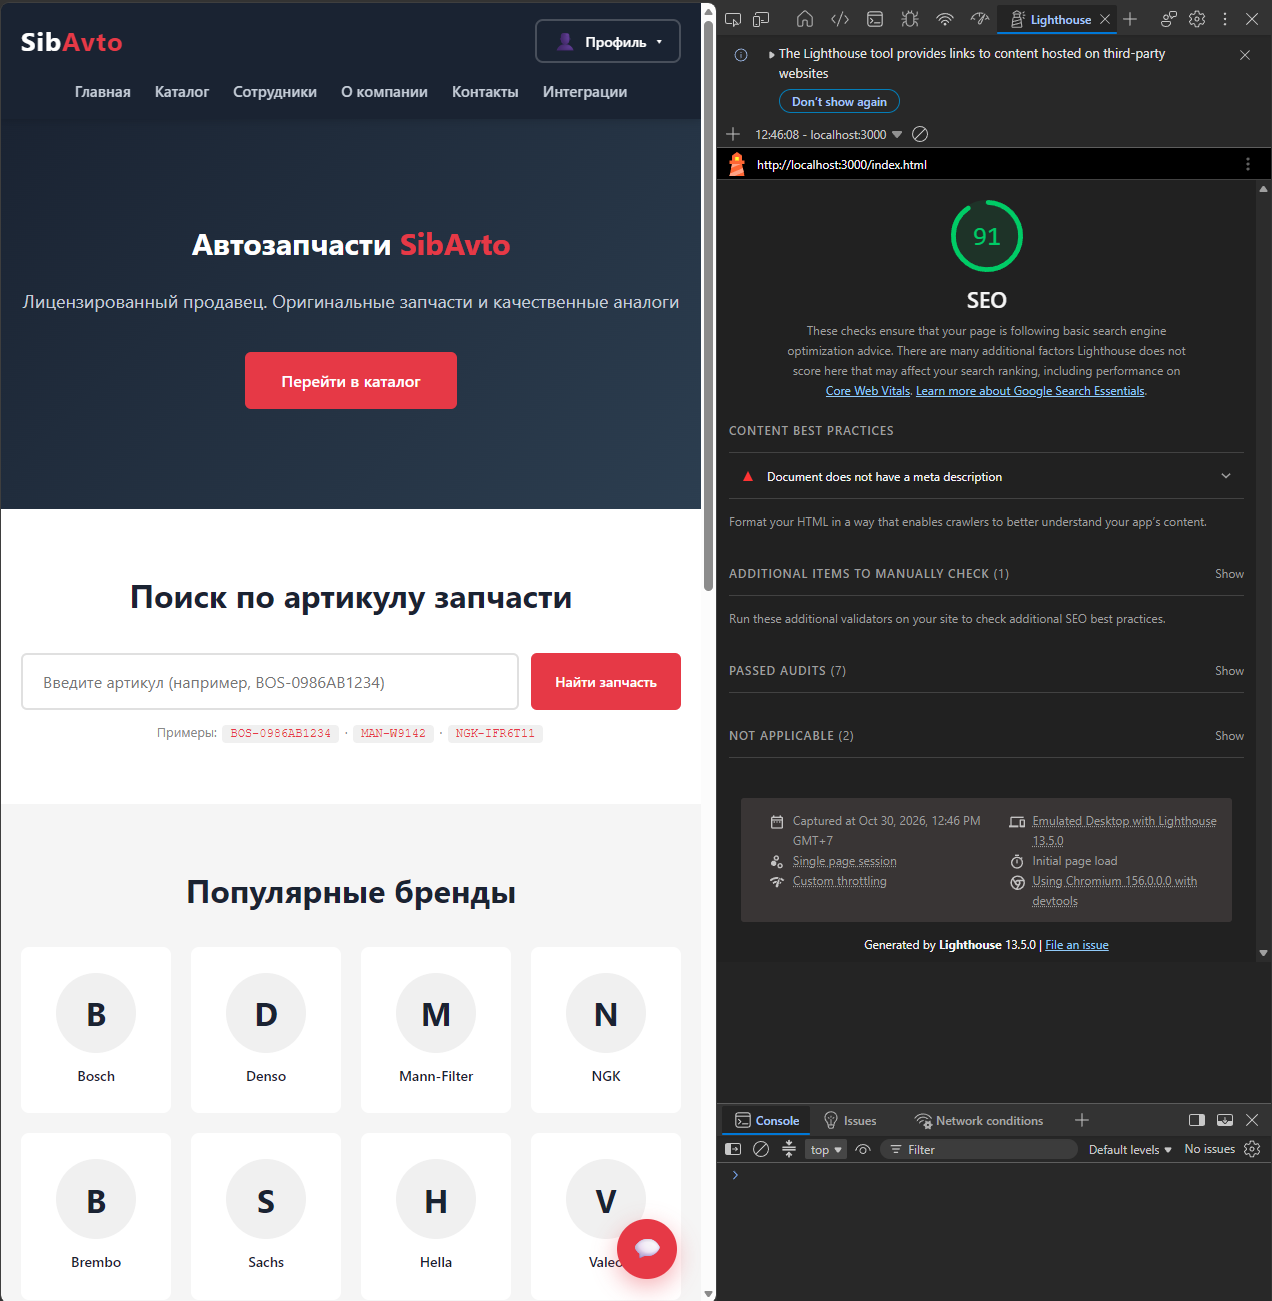 SibAvto
Профиль
Главная
Каталог
Сотрудники
О компании
Контакты
Интеграции
Автозапчасти SibAvto
Лицензированный продавец. Оригинальные запчасти и качественные аналоги
Перейти в каталог
Поиск по артикулу запчасти
Введите артикул (например, BOS-0986AB1234)
Найти запчасть
Примеры: BOS-0986AB1234 · MAN-W9142 · NGK-IFR6T11
Популярные бренды
B
Bosch
D
Denso
M
Mann-Filter
N
NGK
B
Brembo
S
Sachs
H
Hella
V
Valeo
Lighthouse
The Lighthouse tool provides links to content hosted on third-party
websites
Don't show again
12:46:08 - localhost:3000
http://localhost:3000/index.html
91
SEO
These checks ensure that your page is following basic search engine
optimization advice. There are many additional factors Lighthouse does not
score here that may affect your search ranking, including performance on
Core Web Vitals. Learn more about Google Search Essentials.
CONTENT BEST PRACTICES
Document does not have a meta description
Format your HTML in a way that enables crawlers to better understand your app's content.
ADDITIONAL ITEMS TO MANUALLY CHECK (1)
Show
Run these additional validators on your site to check additional SEO best practices.
PASSED AUDITS (7)
Show
NOT APPLICABLE (2)
Show
Captured at Oct 30, 2026, 12:46 PM
GMT+7
Emulated Desktop with Lighthouse
13.5.0
Single page session
Initial page load
Custom throttling
Using Chromium 156.0.0.0 with
devtools
Generated by Lighthouse 13.5.0 | File an issue
Console
Issues
Network conditions
top
Filter
Default levels
No issues